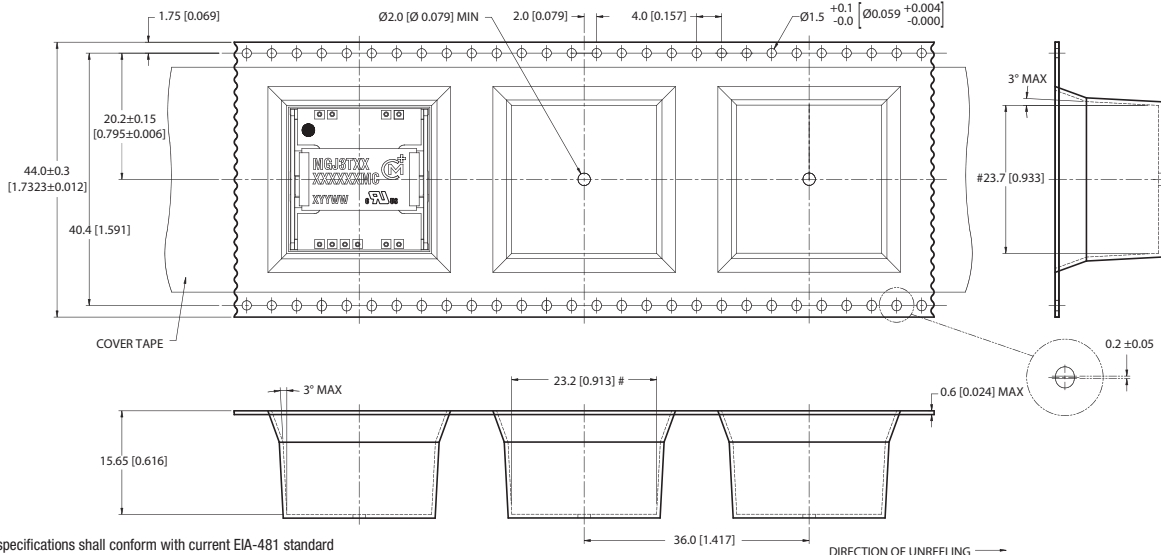 1.75 [0.069]
Ø2.0 [Ø 0.079] MIN
2.0 [0.079]
4.0 [0.157]
Ø1.5 +0.1 -0.0 [Ø0.059 +0.004 -0.000]
3° MAX
20.2±0.15
[0.795±0.006]
44.0±0.3
[1.7323±0.012]
40.4 [1.591]
MGJ3TXX
XXXXXXMC
XYYWW
#23.7 [0.933]
COVER TAPE
0.2 ±0.05
3° MAX
23.2 [0.913] #
0.6 [0.024] MAX
15.65 [0.616]
36.0 [1.417]
specifications shall conform with current EIA-481 standard
DIRECTION OF UNREELING